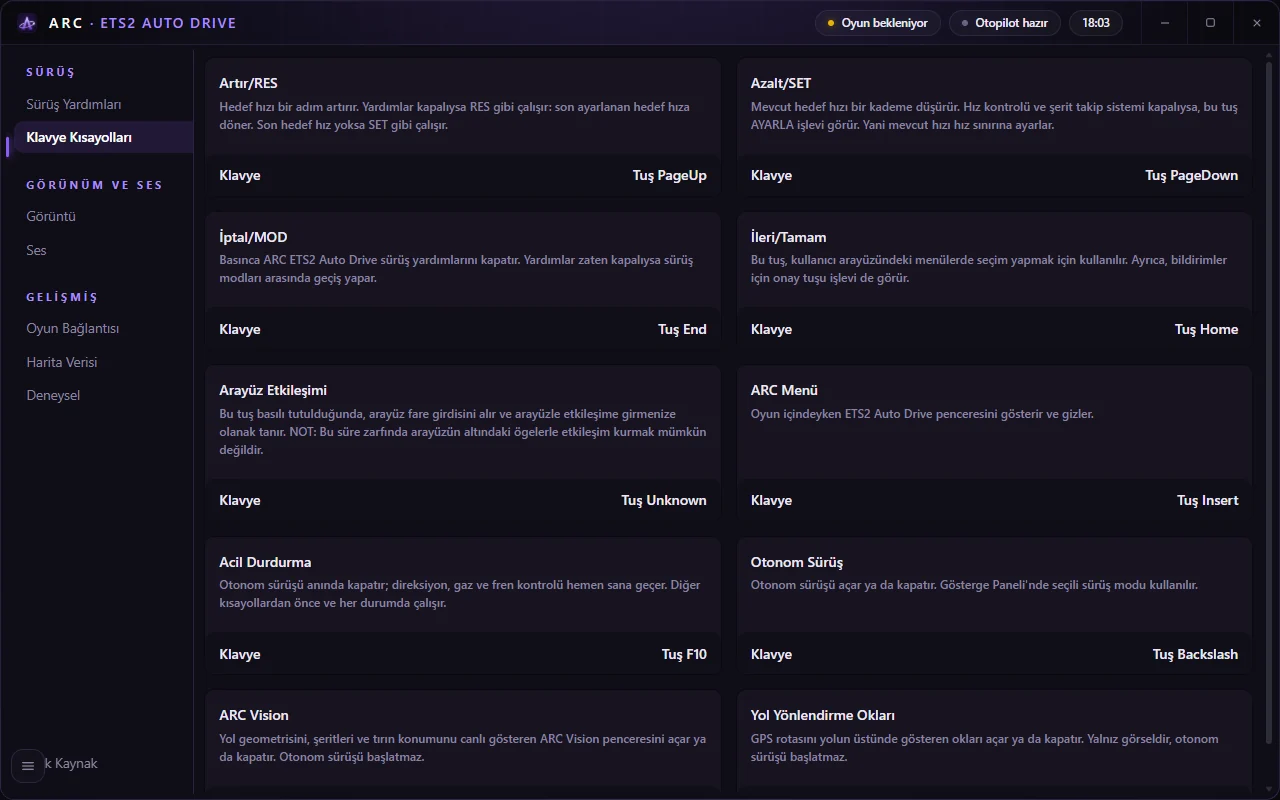 ARC · ETS2 AUTO DRIVE
Oyun bekleniyor
Otopilot hazır
18:03
SÜRÜŞ
Sürüş Yardımları
Klavye Kısayolları
GÖRÜNÜM VE SES
Görüntü
Ses
GELİŞMİŞ
Oyun Bağlantısı
Harita Verisi
Deneysel
k Kaynak
Artır/RES
Hedef hızı bir adım artırır. Yardımlar kapalıysa RES gibi çalışır: son ayarlanan hedef hıza
döner. Son hedef hız yoksa SET gibi çalışır.
Klavye
Tuş PageUp
Azalt/SET
Mevcut hedef hızı bir kademe düşürür. Hız kontrolü ve şerit takip sistemi kapalıysa, bu tuş
AYARLA işlevi görür. Yani mevcut hızı hız sınırına ayarlar.
Klavye
Tuş PageDown
İptal/MOD
Basınca ARC ETS2 Auto Drive sürüş yardımlarını kapatır. Yardımlar zaten kapalıysa sürüş
modları arasında geçiş yapar.
Klavye
Tuş End
İleri/Tamam
Bu tuş, kullanıcı arayüzündeki menülerde seçim yapmak için kullanılır. Ayrıca, bildirimler
için onay tuşu işlevi de görür.
Klavye
Tuş Home
Arayüz Etkileşimi
Bu tuş basılı tutulduğunda, arayüz fare girdisini alır ve arayüzle etkileşime girmenize
olanak tanır. NOT: Bu süre zarfında arayüzün altındaki ögelerle etkileşim kurmak mümkün
değildir.
Klavye
Tuş Unknown
ARC Menü
Oyun içindeyken ETS2 Auto Drive penceresini gösterir ve gizler.
Klavye
Tuş Insert
Acil Durdurma
Otonom sürüşü anında kapatır; direksiyon, gaz ve fren kontrolü hemen sana geçer. Diğer
kısayollardan önce ve her durumda çalışır.
Klavye
Tuş F10
Otonom Sürüş
Otonom sürüşü açar ya da kapatır. Gösterge Paneli'nde seçili sürüş modu kullanılır.
Klavye
Tuş Backslash
ARC Vision
Yol geometrisini, şeritleri ve tırın konumunu canlı gösteren ARC Vision penceresini açar ya
da kapatır. Otonom sürüşü başlatmaz.
Yol Yönlendirme Okları
GPS rotasını yolun üstünde gösteren okları açar ya da kapatır. Yalnız görseldir, otonom
sürüşü başlatmaz.